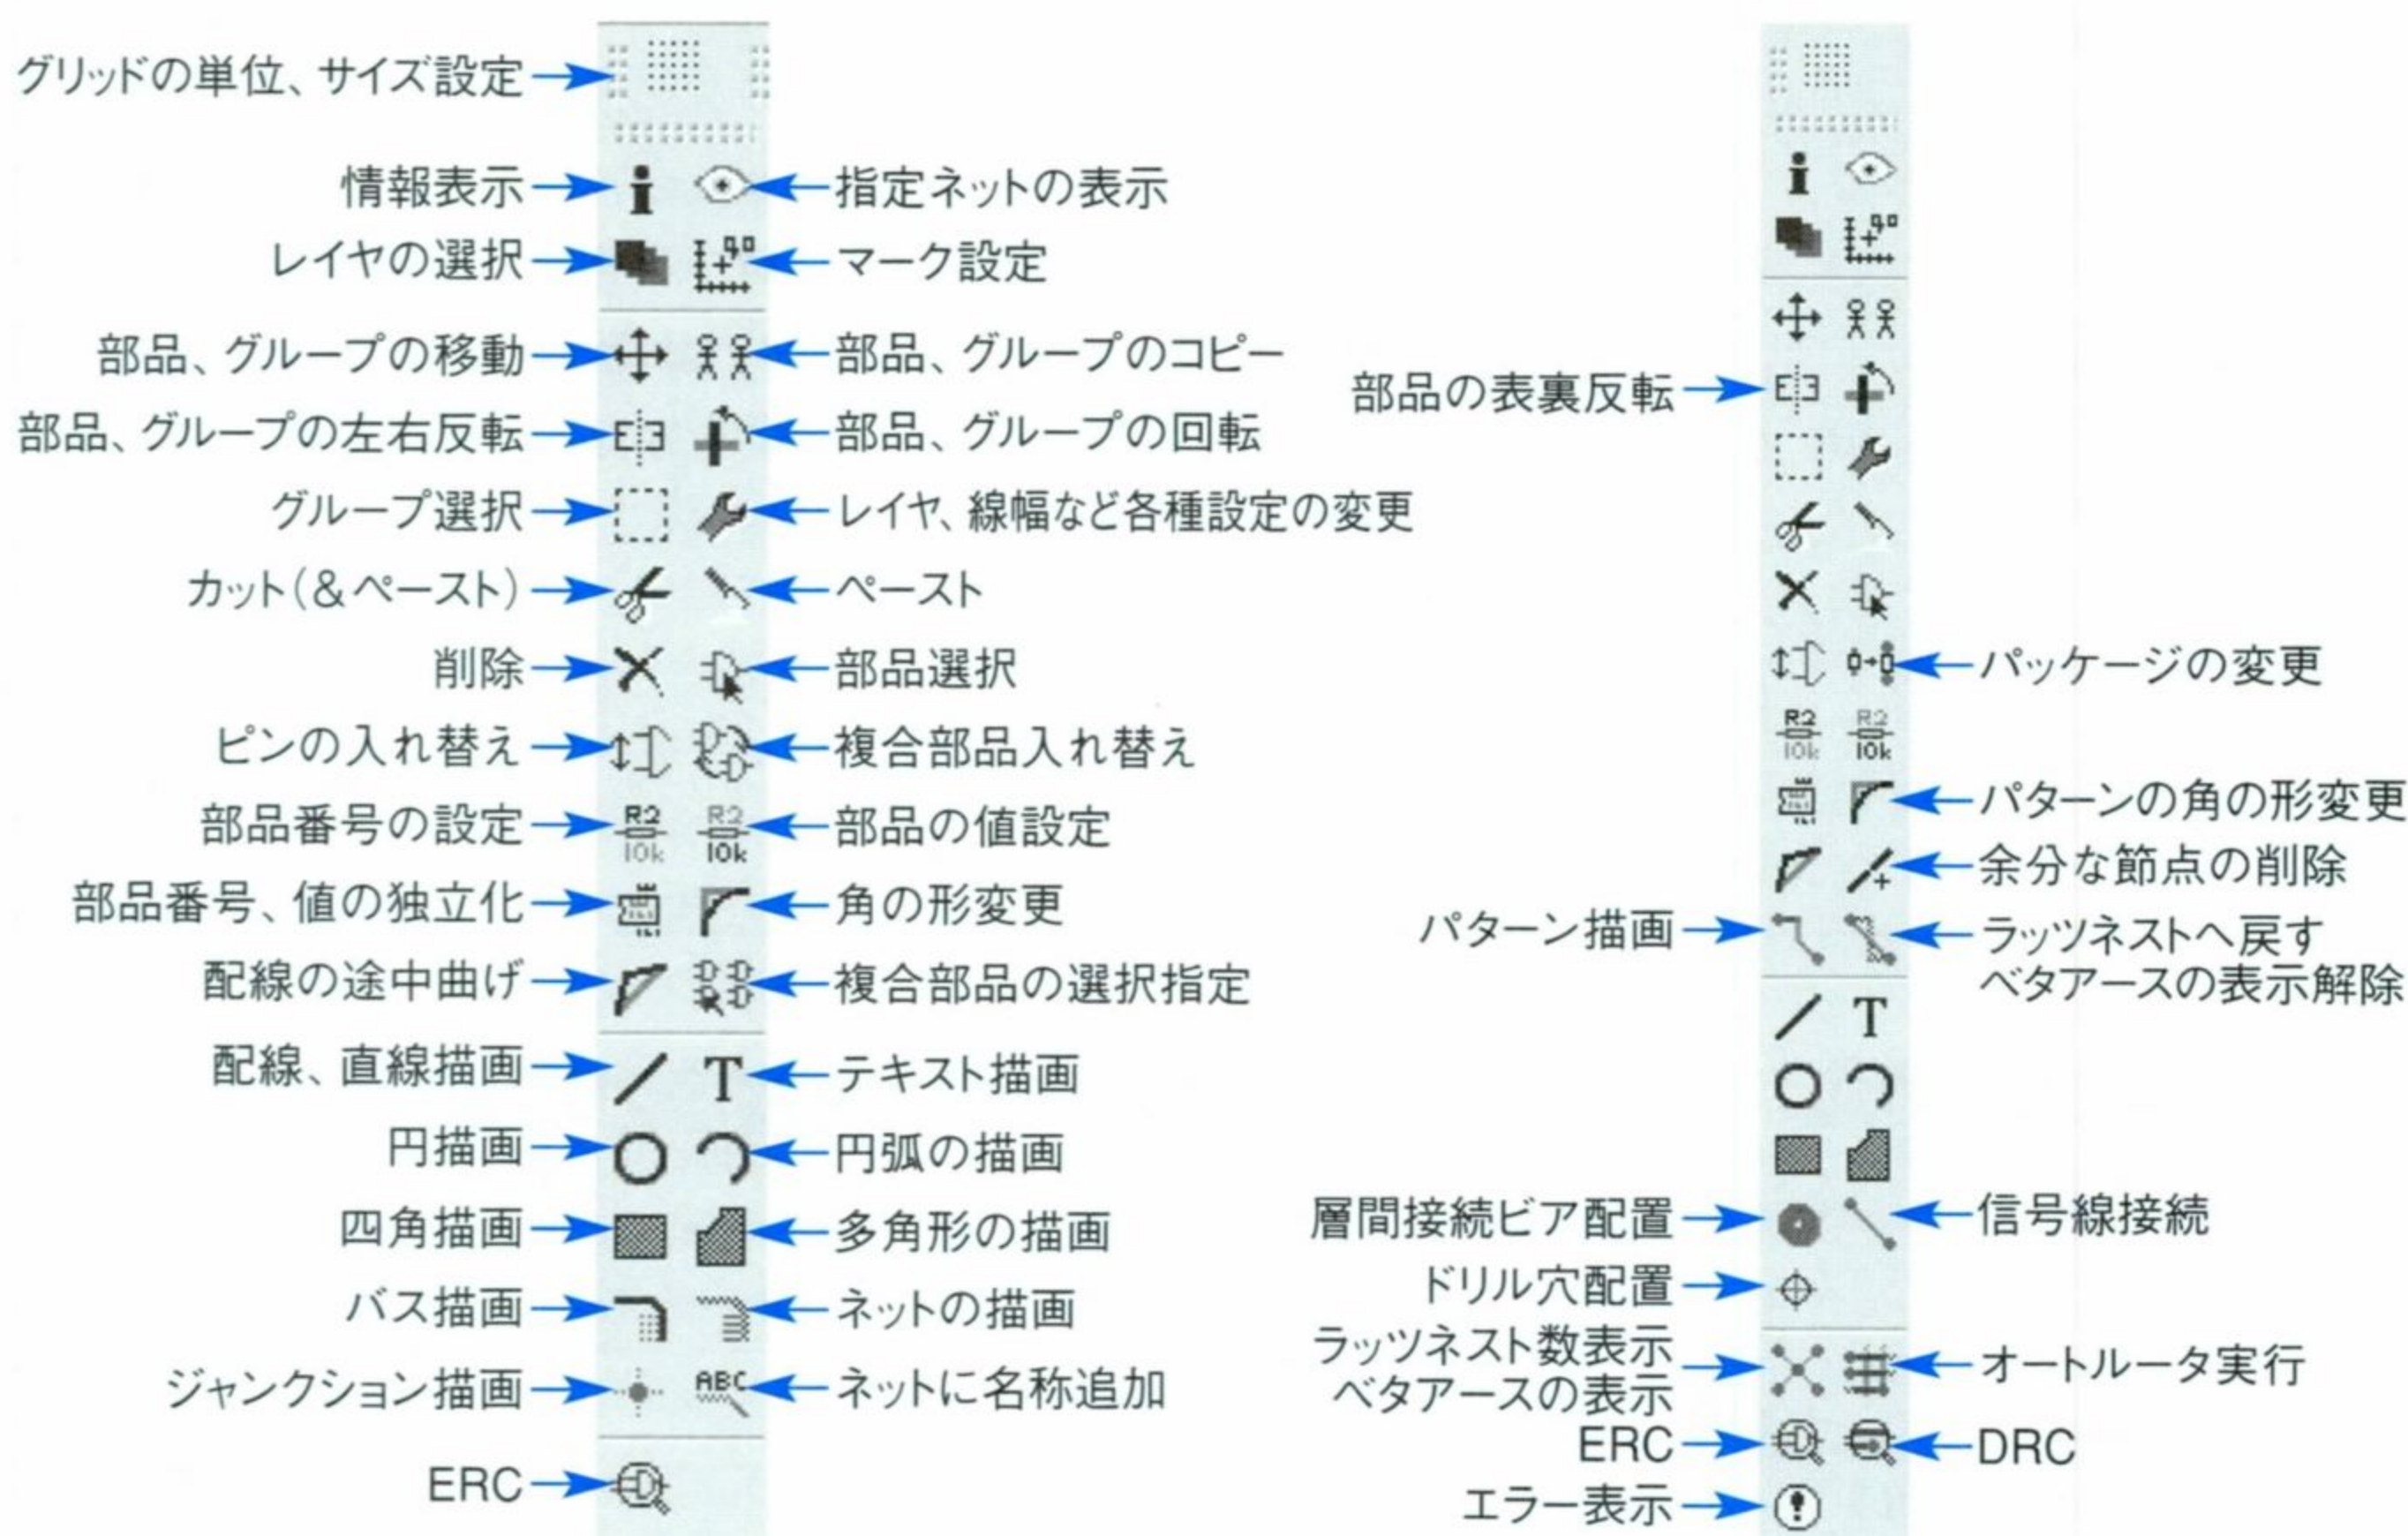 グリッドの単位、サイズ設定
情報表示
指定ネットの表示
レイヤの選択
マーク設定
部品、グループの移動
部品、グループのコピー
部品、グループの左右反転
部品、グループの回転
グループ選択
レイヤ、線幅など各種設定の変更
カット(&ペースト)
ペースト
削除
部品選択
ピンの入れ替え
複合部品入れ替え
部品番号の設定
R2
10k
R2
10k
部品の値設定
部品番号、値の独立化
角の形変更
配線の途中曲げ
複合部品の選択指定
配線、直線描画
T
テキスト描画
円描画
円弧の描画
四角描画
多角形の描画
バス描画
ネットの描画
ジャンクション描画
ABC
ネットに名称追加
ERC
部品の表裏反転
パッケージの変更
R2
10k
R2
10k
パターンの角の形変更
余分な節点の削除
パターン描画
ラッツネストへ戻す
ベタアースの表示解除
T
層間接続ビア配置
信号線接続
ドリル穴配置
ラッツネスト数表示
ベタアースの表示
オートルータ実行
ERC
DRC
エラー表示